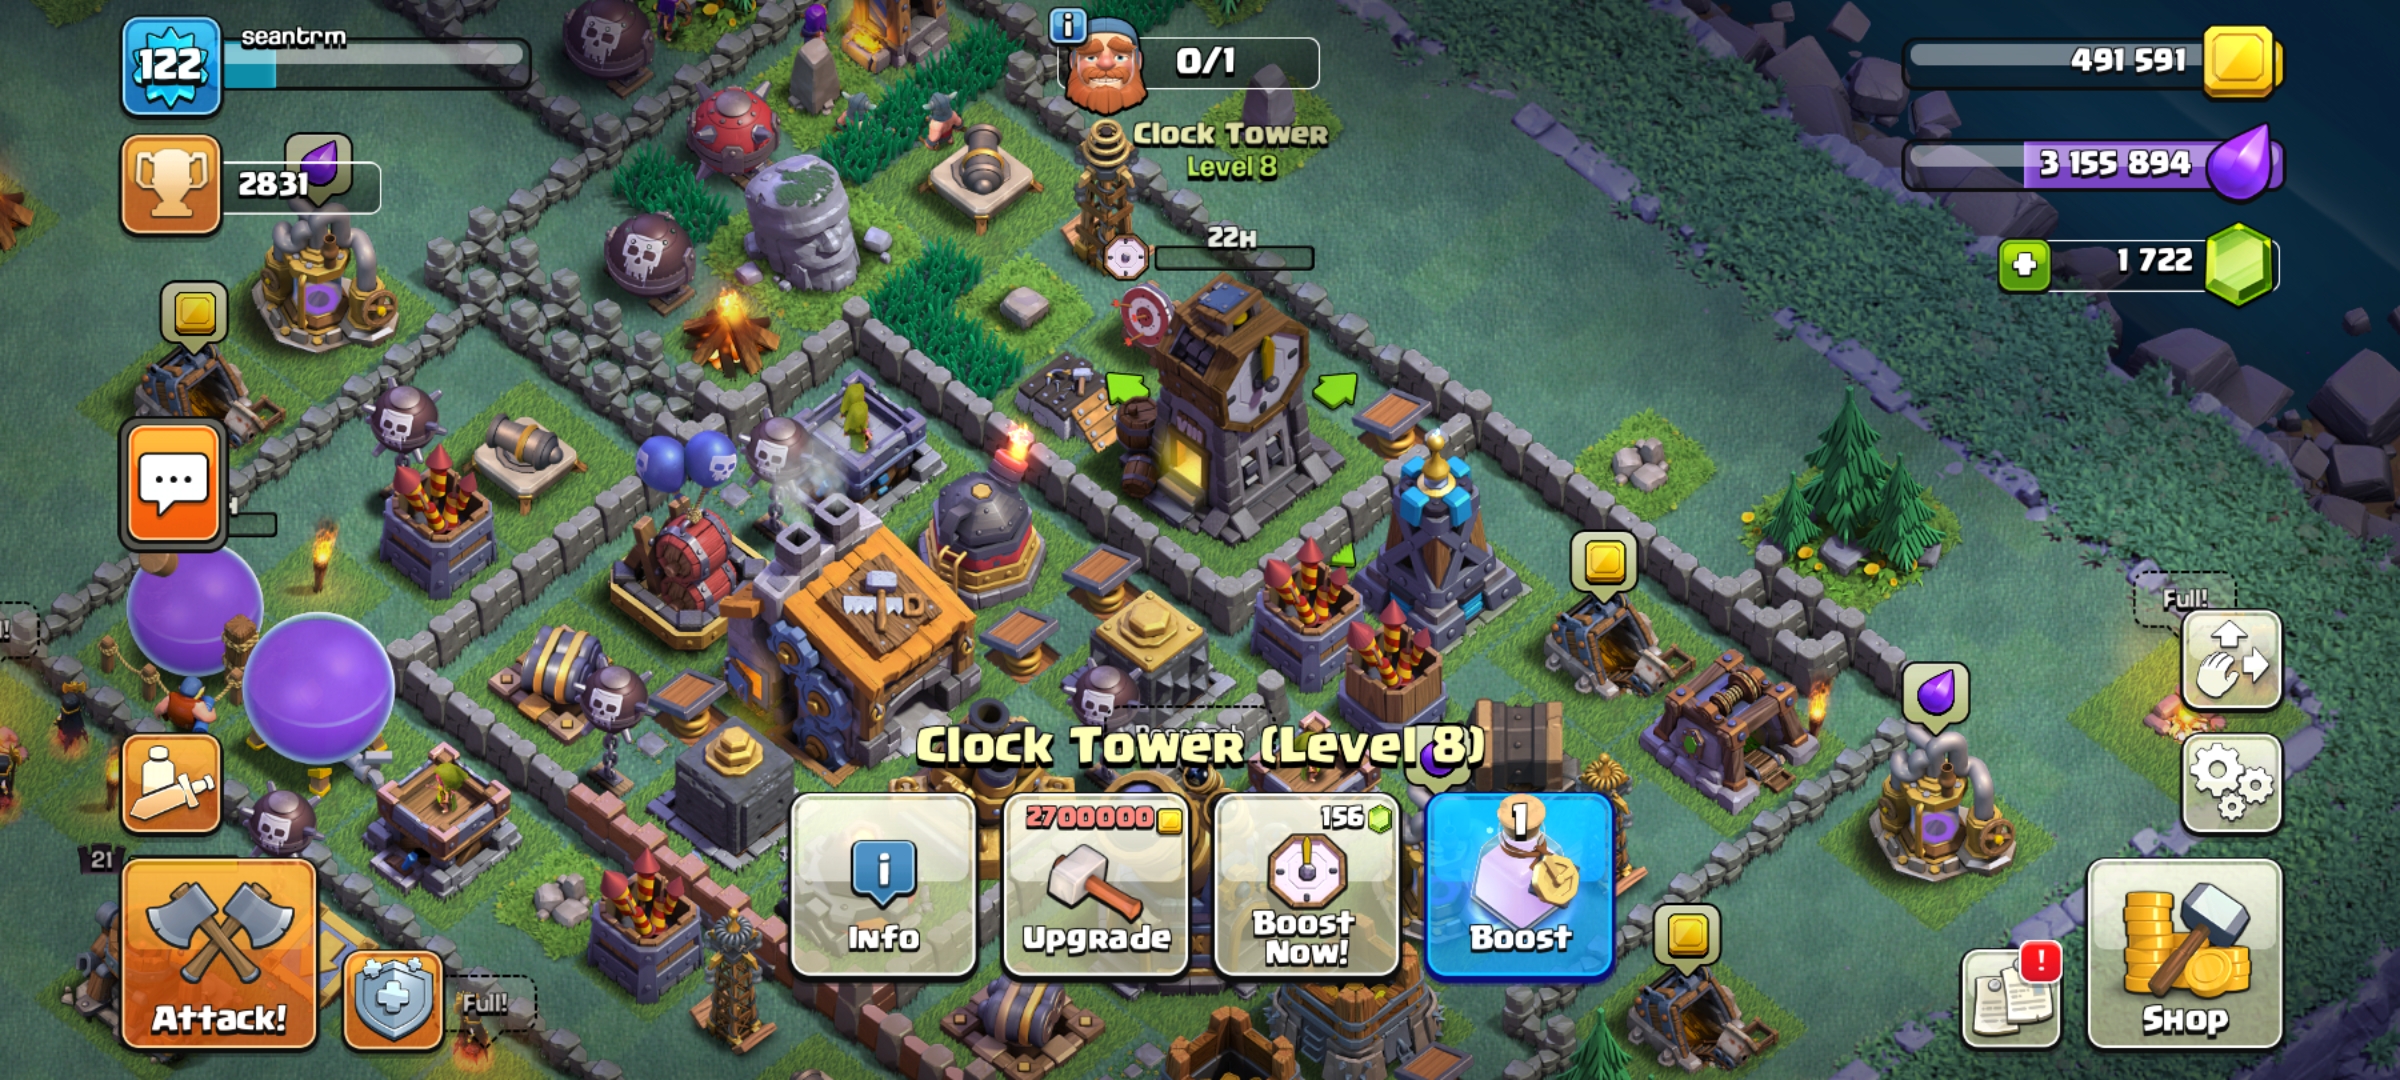 122
seantrm
0/1
491 591
Clock Tower
Level 8
2831
3 155 894
22H
1 722
VIII
Full!
Clock Tower (Level 8)
1
2700000
156
Info
Upgrade
Boost
Now!
Boost
21
Attack!
Full!
!
Shop